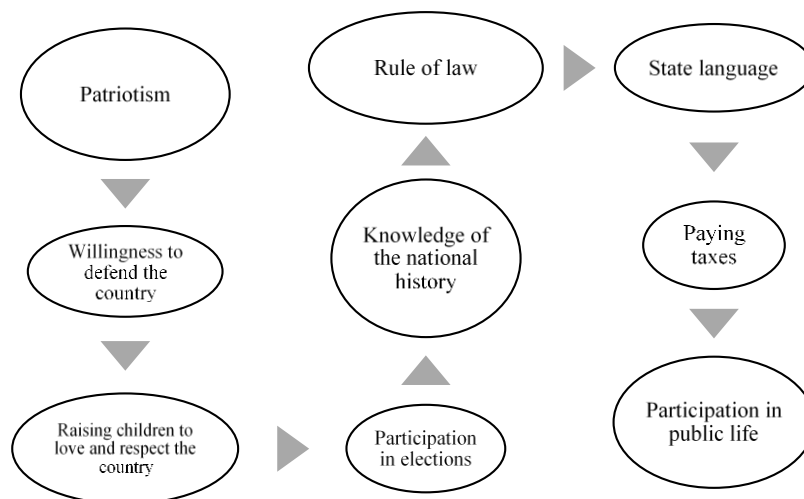 Patriotism
Willingness to
defend the
country
Raising children to
love and respect the
country
Participation
in elections
Knowledge of
the national
history
Rule of law
State language
Paying
taxes
Participation in
public life